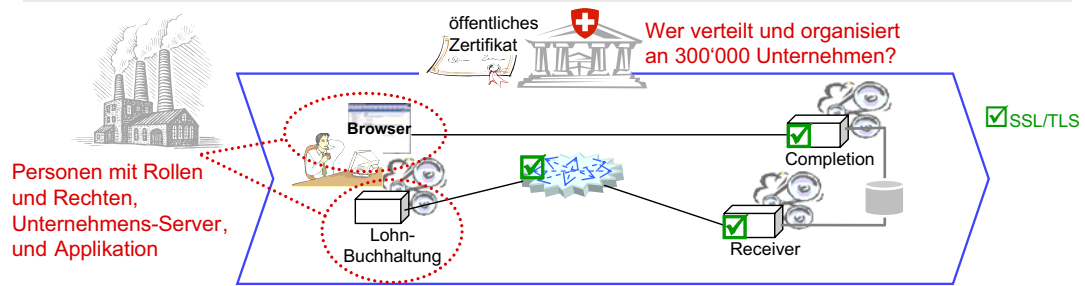 öffentliches
Zertifikat
Wer verteilt und organisiert
an 300‘000 Unternehmen?
Browser
SSL/TLS
Completion
Personen mit Rollen
und Rechten,
Unternehmens-Server,
und Applikation
Lohn-
Buchhaltung
Receiver